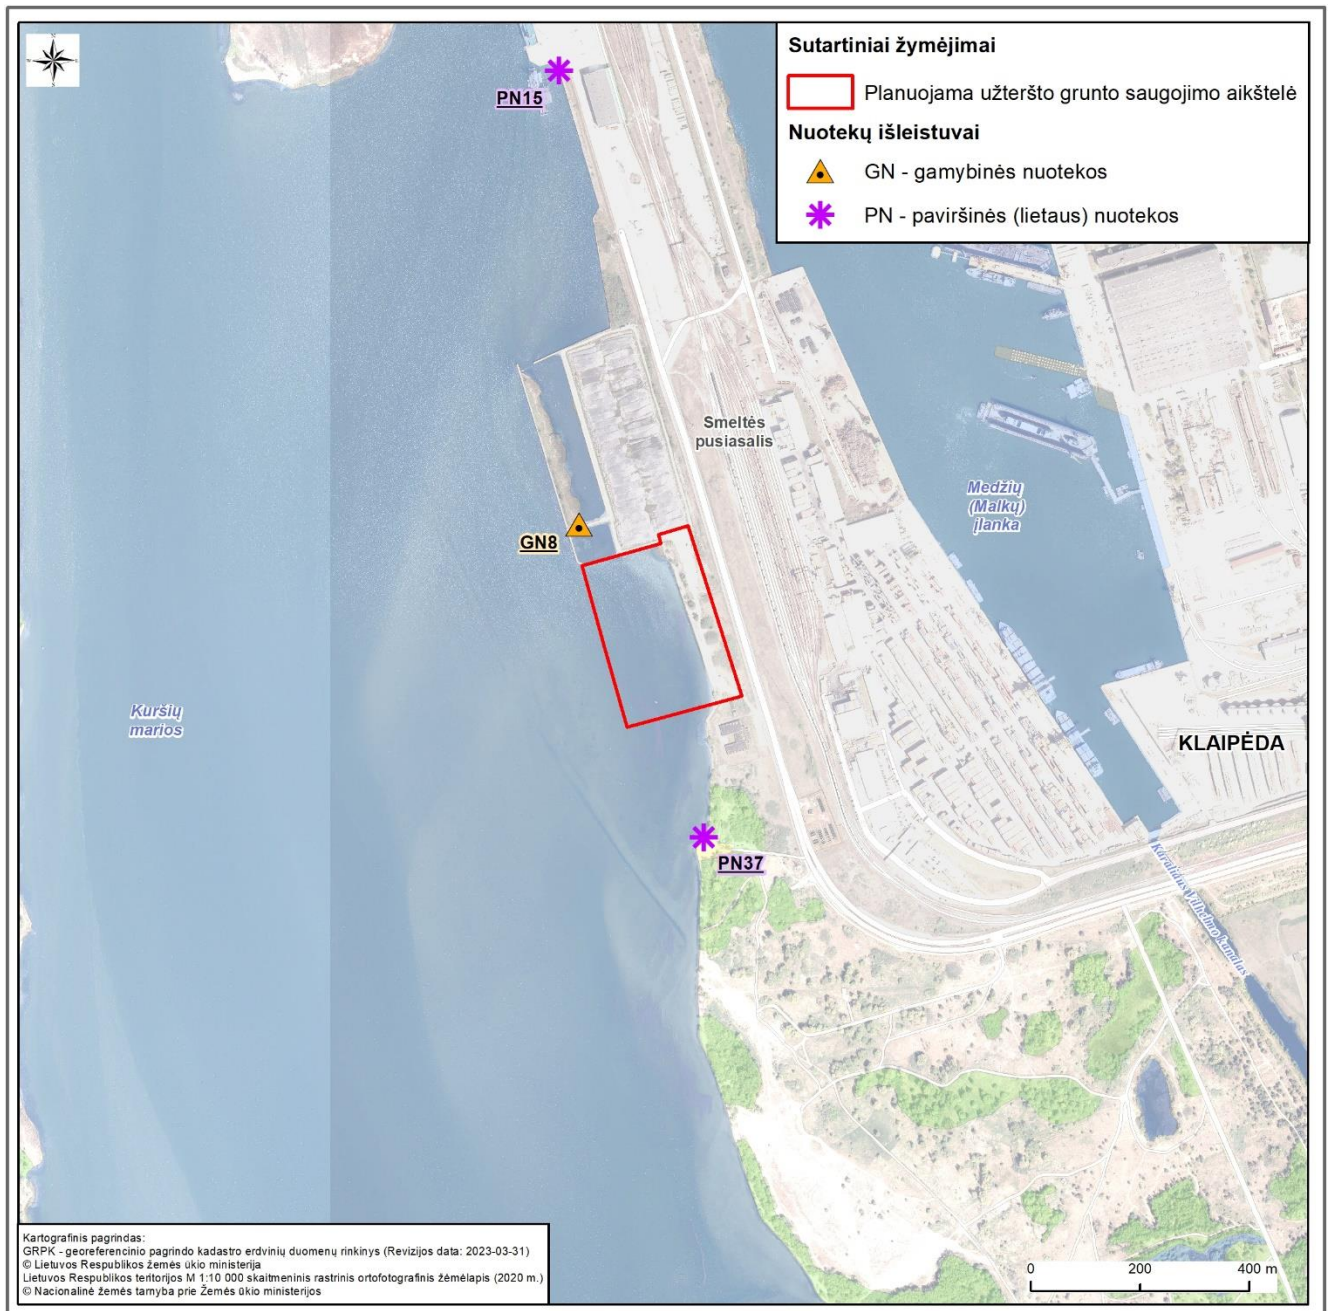 Sutartiniai žymėjimai
Planuojama užteršto grunto saugojimo aikštelė
Nuotekų išleistuvai
GN - gamybinės nuotekos
PN - paviršinės (lietaus) nuotekos
PN15
Smeltės
pusiasalis
Medžių
(Malkų)
įlanka
GN8
Kuršių
marios
KLAIPĖDA
PN37
Karaliaus Vilhelmo kanalas
Kartografinis pagrindas:
GRPK - georeferencinio pagrindo kadastro erdvinių duomenų rinkinys (Revizijos data: 2023-03-31)
© Lietuvos Respublikos žemės ūkio ministerija
Lietuvos Respublikos teritorijos M 1:10 000 skaitmeninis rastrinis ortofotografinis žemėlapis (2020 m.)
© Nacionalinė žemės tarnyba prie Žemės ūkio ministerijos
0 200 400 m